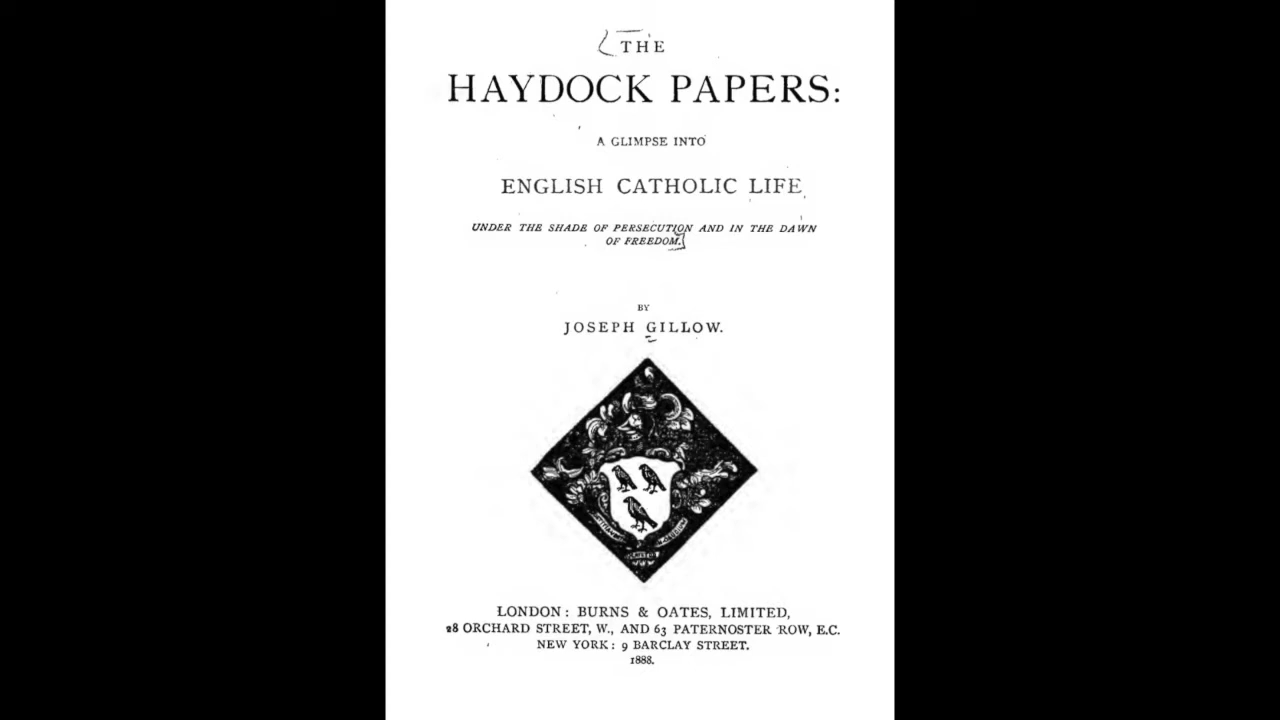 THE
HAYDOCK PAPERS:
A GLIMPSE INTO
ENGLISH CATHOLIC LIFE
UNDER THE SHADE OF PERSECUTION AND IN THE DAWN
OF FREEDOM.
BY
JOSEPH GILLOW.
LONDON: BURNS & OATES, LIMITED,
28 ORCHARD STREET, W., AND 63 PATERNOSTER ROW, E.C.
NEW YORK: 9 BARCLAY STREET.
1888.